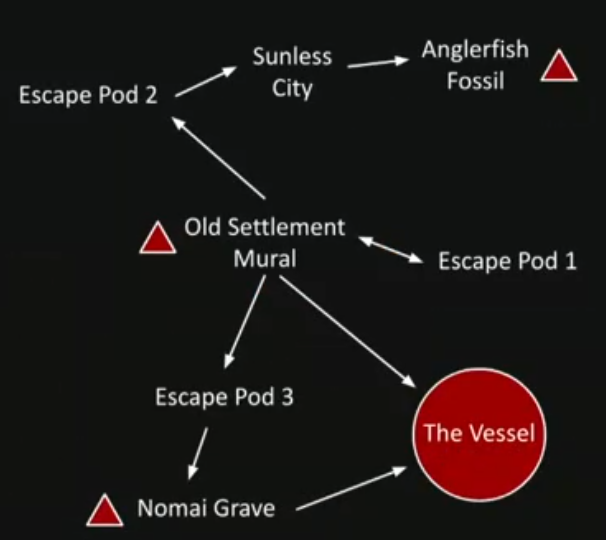 Sunless
City
Anglerfish
Fossil
Escape Pod 2
Old Settlement
Mural
Escape Pod 1
Escape Pod 3
The Vessel
Nomai Grave